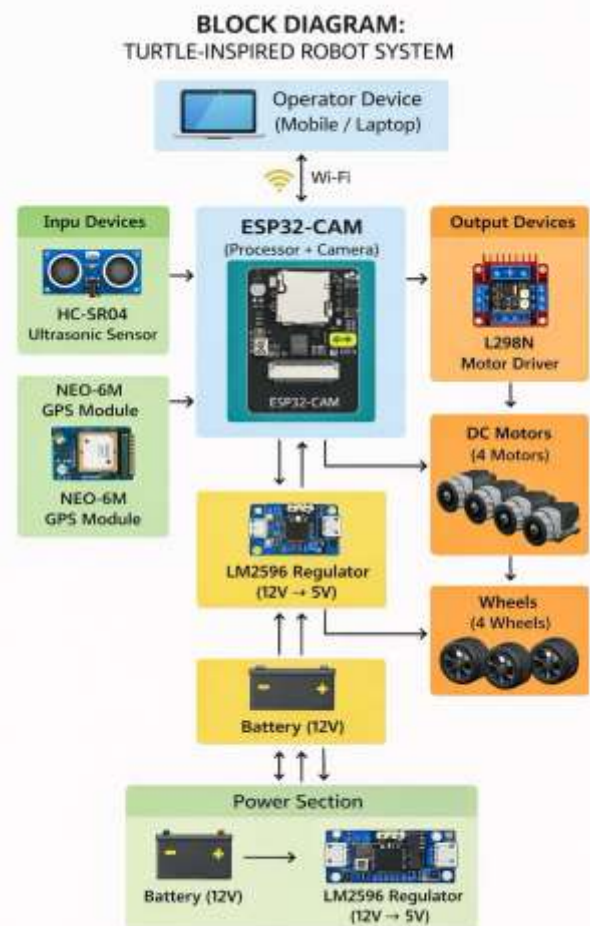 BLOCK DIAGRAM:
TURTLE-INSPIRED ROBOT SYSTEM
Operator Device
(Mobile / Laptop)
Wi-Fi
Inpu Devices
HC-SR04
Ultrasonic Sensor
NEO-6M
GPS Module
NEO-6M
GPS Module
ESP32-CAM
(Processor + Camera)
ESP32-CAM
Output Devices
L298N
Motor Driver
DC Motors
(4 Motors)
Wheels
(4 Wheels)
LM2596 Regulator
(12V → 5V)
Battery (12V)
Power Section
Battery (12V)
LM2596 Regulator
(12V → 5V)